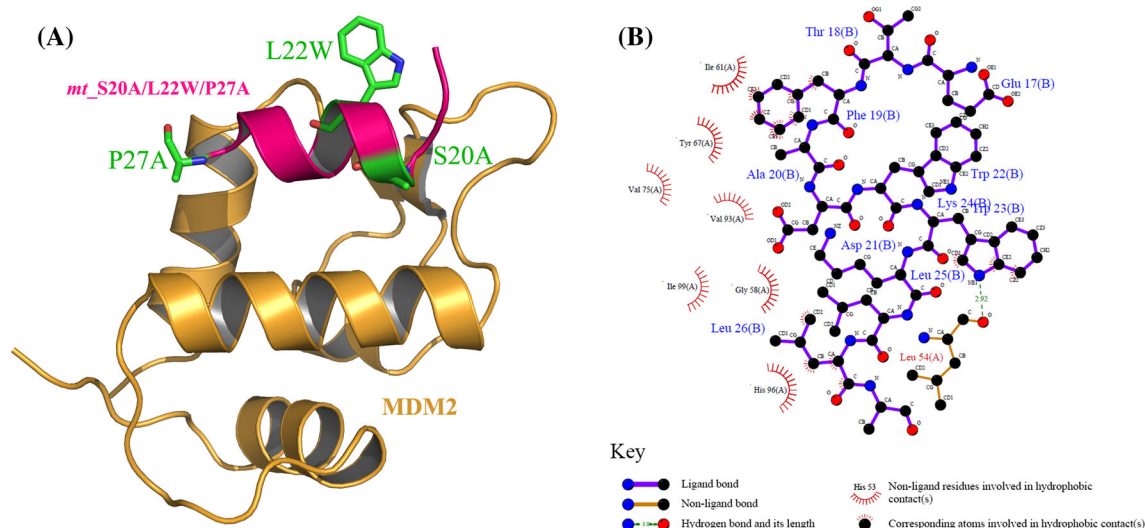 (A)
L22W
mt_S20A/L22W/P27A
P27A
S20A
MDM2
(B)
Thr 18(B)
Glu 17(B)
Ile 61(A)
Phe 19(B)
Tyr 67(A)
Ala 20(B)
Trp 22(B)
Val 75(A)
Lys 24(B)
Trp 23(B)
Val 93(A)
Asp 21(B)
Leu 25(B)
Ile 99(A)
Gly 58(A)
2.92
Leu 26(B)
Leu 54(A)
His 96(A)
Key
Ligand bond
Non-ligand bond
3.0
Hydrogen bond and its length
His 53
Non-ligand residues involved in hydrophobic
contact(s)
Corresponding atoms involved in hydrophobic contact(s)